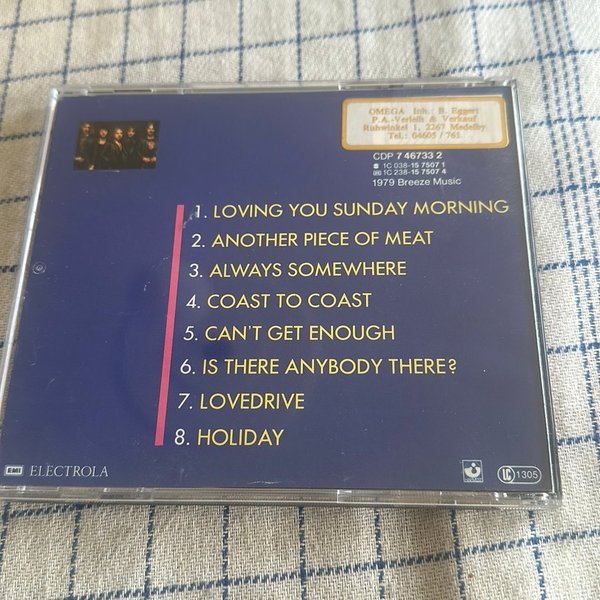 OMEGA Inh.: B. Eggert
P.A.-Verleih & Verkauf
Ruhwinkel 1, 2267 Medelby
Tel.: 04605 / 761
CDP 7 46733 2
1C 038-15 7507 1
1C 238-15 7507 4
1979 Breeze Music
1. LOVING YOU SUNDAY MORNING
2. ANOTHER PIECE OF MEAT
3. ALWAYS SOMEWHERE
4. COAST TO COAST
5. CAN'T GET ENOUGH
6. IS THERE ANYBODY THERE?
7. LOVEDRIVE
8. HOLIDAY
EMI ELECTROLA
LC 1305